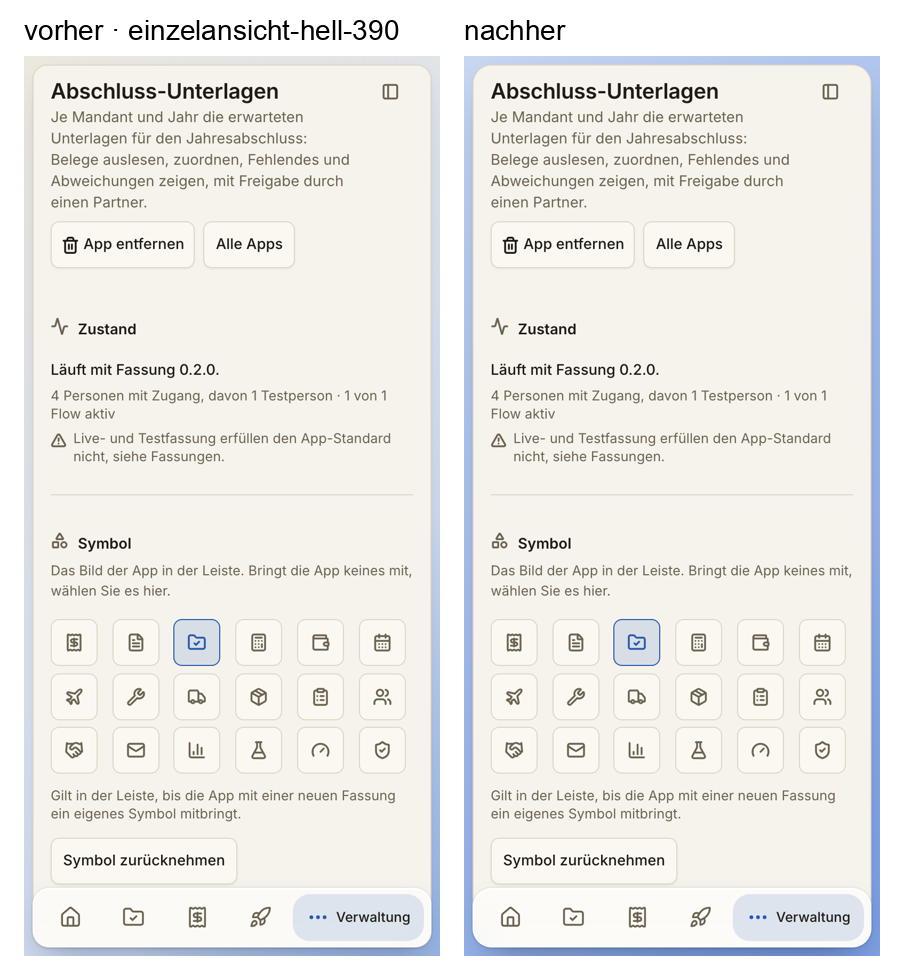 vorher · einzelansicht-hell-390
Abschluss-Unterlagen
Je Mandant und Jahr die erwarteten
Unterlagen für den Jahresabschluss:
Belege auslesen, zuordnen, Fehlendes und
Abweichungen zeigen, mit Freigabe durch
einen Partner.
App entfernen
Alle Apps
Zustand
Läuft mit Fassung 0.2.0.
4 Personen mit Zugang, davon 1 Testperson · 1 von 1
Flow aktiv
Live- und Testfassung erfüllen den App-Standard
nicht, siehe Fassungen.
Symbol
Das Bild der App in der Leiste. Bringt die App keines mit,
wählen Sie es hier.
Gilt in der Leiste, bis die App mit einer neuen Fassung
ein eigenes Symbol mitbringt.
Symbol zurücknehmen
Verwaltung
nachher
Abschluss-Unterlagen
Je Mandant und Jahr die erwarteten
Unterlagen für den Jahresabschluss:
Belege auslesen, zuordnen, Fehlendes und
Abweichungen zeigen, mit Freigabe durch
einen Partner.
App entfernen
Alle Apps
Zustand
Läuft mit Fassung 0.2.0.
4 Personen mit Zugang, davon 1 Testperson · 1 von 1
Flow aktiv
Live- und Testfassung erfüllen den App-Standard
nicht, siehe Fassungen.
Symbol
Das Bild der App in der Leiste. Bringt die App keines mit,
wählen Sie es hier.
Gilt in der Leiste, bis die App mit einer neuen Fassung
ein eigenes Symbol mitbringt.
Symbol zurücknehmen
Verwaltung